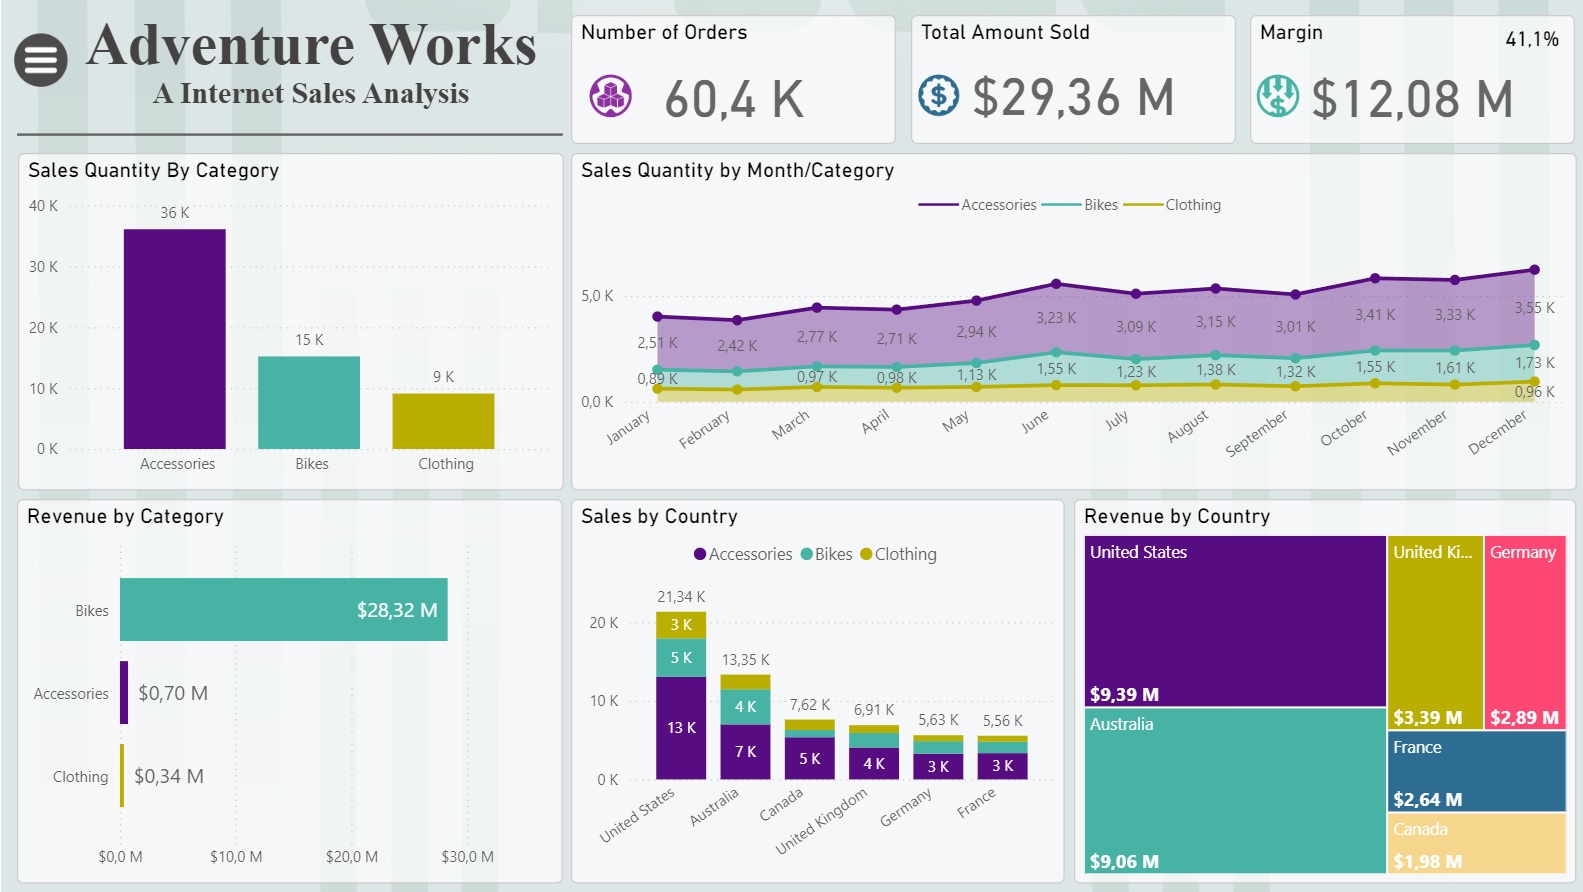 Adventure Works
A Internet Sales Analysis
Number of Orders
60,4 K
Total Amount Sold
$29,36 M
Margin
41,1%
$12,08 M
Sales Quantity By Category
40 K
30 K
20 K
10 K
0 K
36 K
15 K
9 K
Accessories
Bikes
Clothing
Sales Quantity by Month/Category
Accessories
Bikes
Clothing
5,0 K
0,0 K
2,51 K
2,42 K
2,77 K
2,71 K
2,94 K
3,23 K
3,09 K
3,15 K
3,01 K
3,41 K
3,33 K
3,55 K
0,89 K
0,97 K
0,98 K
1,13 K
1,55 K
1,23 K
1,38 K
1,32 K
1,55 K
1,61 K
1,73 K
0,96 K
January
February
March
April
May
June
July
August
September
October
November
December
Revenue by Category
Bikes
$28,32 M
Accessories
$0,70 M
Clothing
$0,34 M
$0,0 M
$10,0 M
$20,0 M
$30,0 M
Sales by Country
Accessories
Bikes
Clothing
20 K
10 K
0 K
21,34 K
3 K
5 K
13 K
13,35 K
4 K
7 K
7,62 K
5 K
6,91 K
4 K
5,63 K
3 K
5,56 K
3 K
United States
Australia
Canada
United Kingdom
Germany
France
Revenue by Country
United States
$9,39 M
Australia
$9,06 M
United Ki...
$3,39 M
Germany
$2,89 M
France
$2,64 M
Canada
$1,98 M